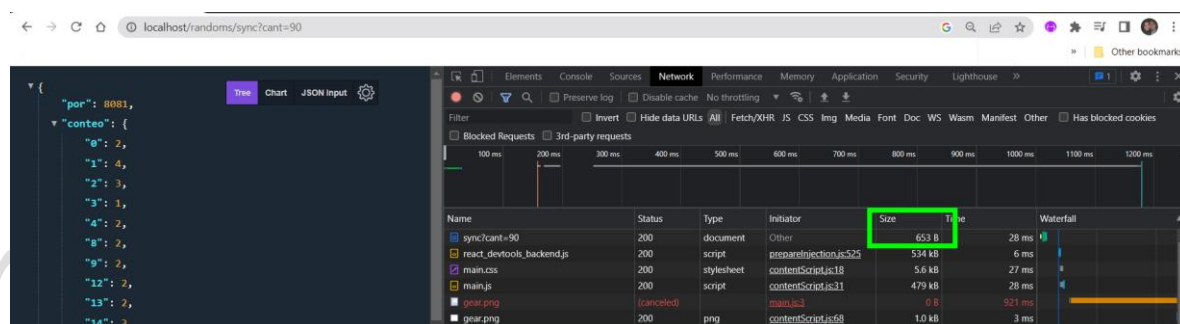 localhost/randoms/sync?cant=90
» Other bookmarks
{
"por": 8081,
"conteo": {
"0": 2,
"1": 4,
"2": 3,
"3": 1,
"4": 2,
"8": 2,
"9": 2,
"12": 2,
"13": 2,
Tree Chart JSON Input
Elements Console Sources Network Performance Memory Application Security Lighthouse » 1
Preserve log Disable cache No throttling
Filter Invert Hide data URLs All Fetch/XHR JS CSS Img Media Font Doc WS Wasm Manifest Other Has blocked cookies
Blocked Requests 3rd-party requests
100 ms 200 ms 300 ms 400 ms 500 ms 600 ms 700 ms 800 ms 900 ms 1000 ms 1100 ms 1200 ms
Name Status Type Initiator Size Time Waterfall
sync?cant=90 200 document Other 653 B 28 ms
react_devtools_backend.js 200 script prepareInjection.js:525 534 kB 6 ms
main.css 200 stylesheet contentScript.js:18 5.6 kB 27 ms
main.js 200 script contentScript.js:31 479 kB 28 ms
gear.png (canceled) main.js:3 0 B 921 ms
gear.png 200 png contentScript.js:68 1.0 kB 3 ms